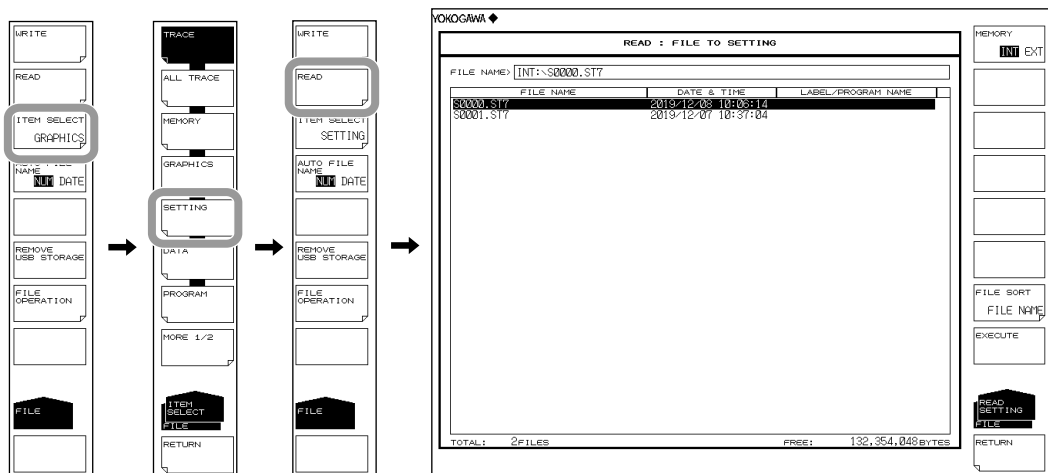 WRITE
READ
ITEM SELECT
GRAPHICS
AUTO FILE
NAME
NUM DATE
REMOVE
USB STORAGE
FILE
OPERATION
FILE
TRACE
ALL TRACE
MEMORY
GRAPHICS
SETTING
DATA
PROGRAM
MORE 1/2
ITEM
SELECT
FILE
RETURN
WRITE
READ
ITEM SELECT
SETTING
AUTO FILE
NAME
NUM DATE
REMOVE
USB STORAGE
FILE
OPERATION
FILE
YOKOGAWA
READ : FILE TO SETTING
FILE NAME> INT:\S0000.ST7
FILE NAME DATE & TIME LABEL/PROGRAM NAME
S0000.ST7 2019/12/08 10:06:14
S0001.ST7 2019/12/07 10:37:04
TOTAL: 2FILES FREE: 132,354,048BYTES
MEMORY
INT EXT
FILE SORT
FILE NAME
EXECUTE
READ
SETTING
FILE
RETURN